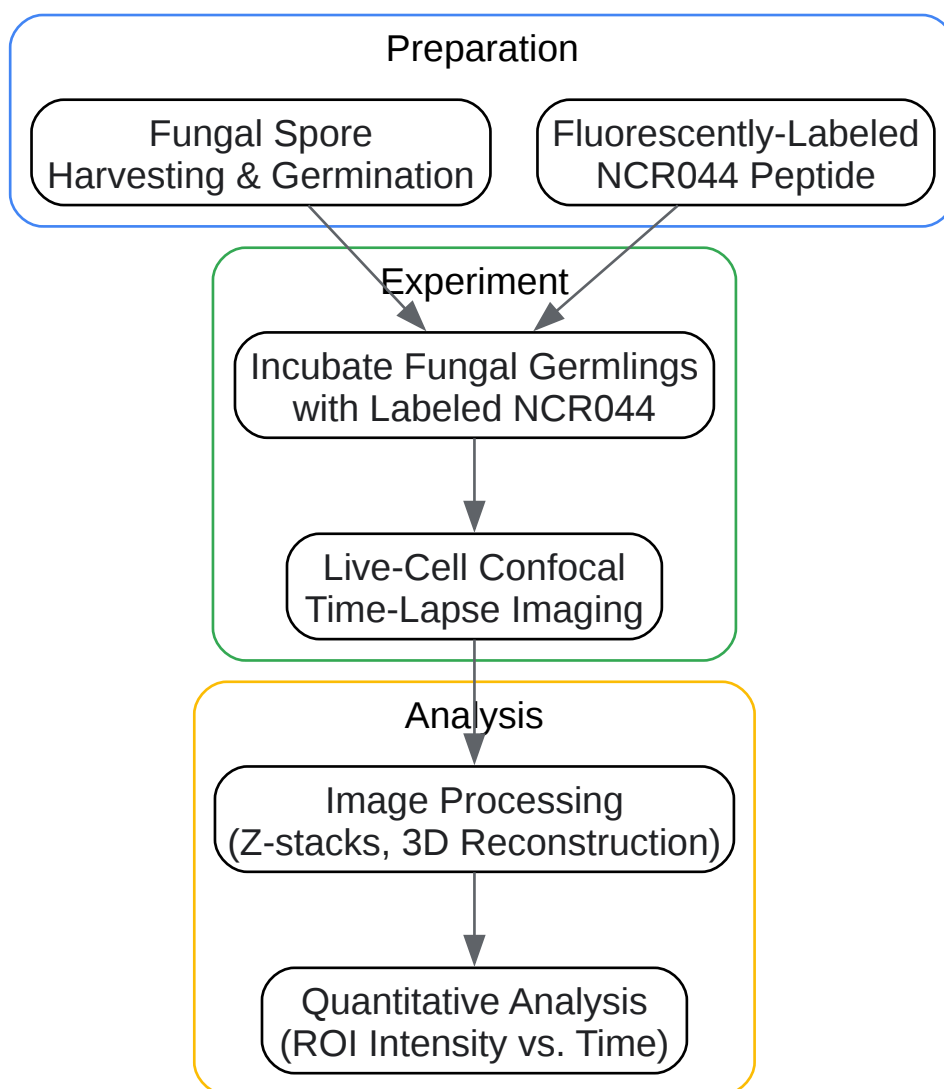 Preparation
Fungal Spore
Harvesting & Germination
Fluorescently-Labeled
NCR044 Peptide
Experiment
Incubate Fungal Germlings
with Labeled NCR044
Live-Cell Confocal
Time-Lapse Imaging
Analysis
Image Processing
(Z-stacks, 3D Reconstruction)
Quantitative Analysis
(ROI Intensity vs. Time)